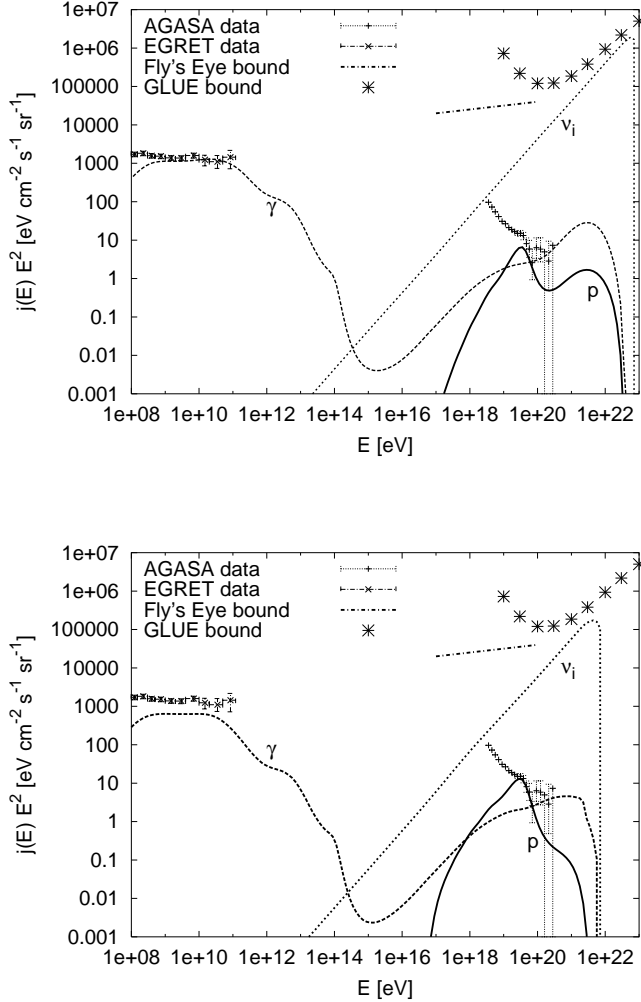 1e+07
1e+06
100000
10000
1000
100
10
1
0.1
0.01
0.001
j(E) E² [eV cm⁻² s⁻¹ sr⁻¹]
AGASA data
EGRET data
Fly's Eye bound
GLUE bound
νᵢ
γ
p
1e+08 1e+10 1e+12 1e+14 1e+16 1e+18 1e+20 1e+22
E [eV]
1e+07
1e+06
100000
10000
1000
100
10
1
0.1
0.01
0.001
j(E) E² [eV cm⁻² s⁻¹ sr⁻¹]
AGASA data
EGRET data
Fly's Eye bound
GLUE bound
νᵢ
γ
p
1e+08 1e+10 1e+12 1e+14 1e+16 1e+18 1e+20 1e+22
E [eV]